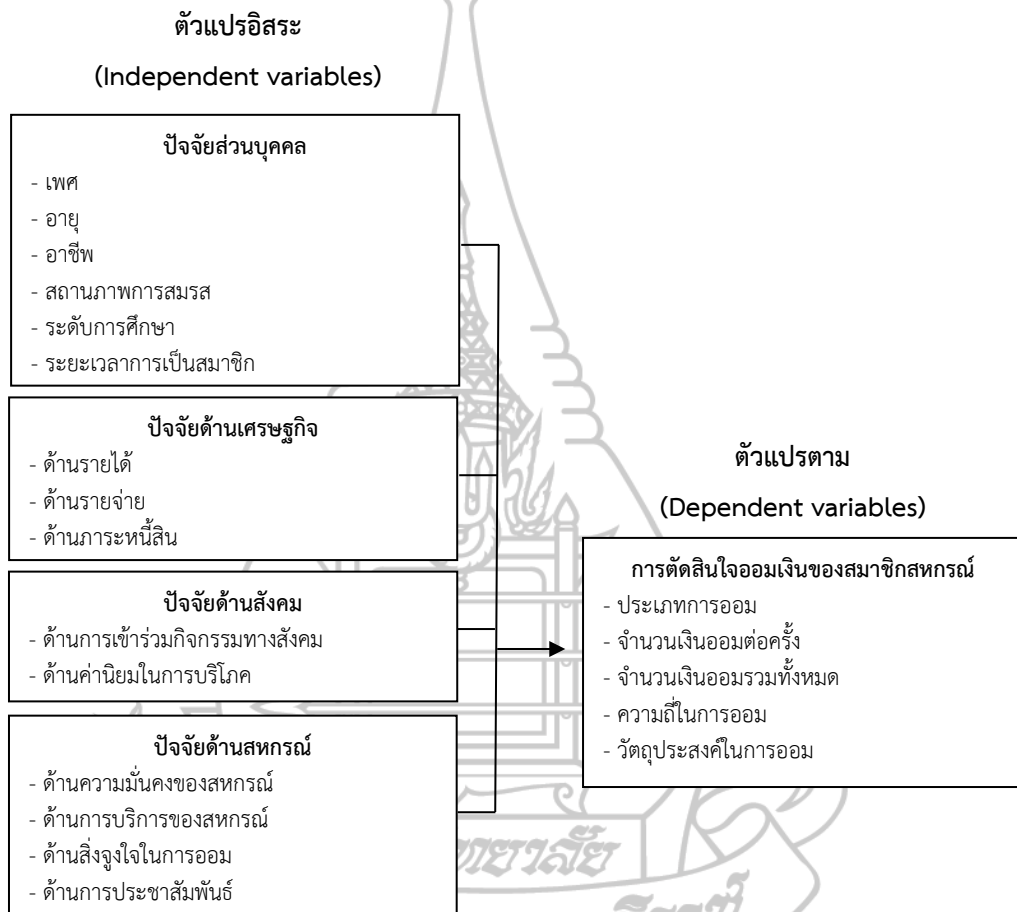 ตัวแปรอิสระ
(Independent variables)
ปัจจัยส่วนบุคคล
- เพศ
- อายุ
- อาชีพ
- สถานภาพการสมรส
- ระดับการศึกษา
- ระยะเวลาการเป็นสมาชิก
ปัจจัยด้านเศรษฐกิจ
- ด้านรายได้
- ด้านรายจ่าย
- ด้านภาระหนี้สิน
ปัจจัยด้านสังคม
- ด้านการเข้าร่วมกิจกรรมทางสังคม
- ด้านค่านิยมในการบริโภค
ปัจจัยด้านสหกรณ์
- ด้านความมั่นคงของสหกรณ์
- ด้านการบริการของสหกรณ์
- ด้านสิ่งจูงใจในการออม
- ด้านการประชาสัมพันธ์
ตัวแปรตาม
(Dependent variables)
การตัดสินใจออมเงินของสมาชิกสหกรณ์
- ประเภทการออม
- จำนวนเงินออมต่อครั้ง
- จำนวนเงินออมรวมทั้งหมด
- ความถี่ในการออม
- วัตถุประสงค์ในการออม